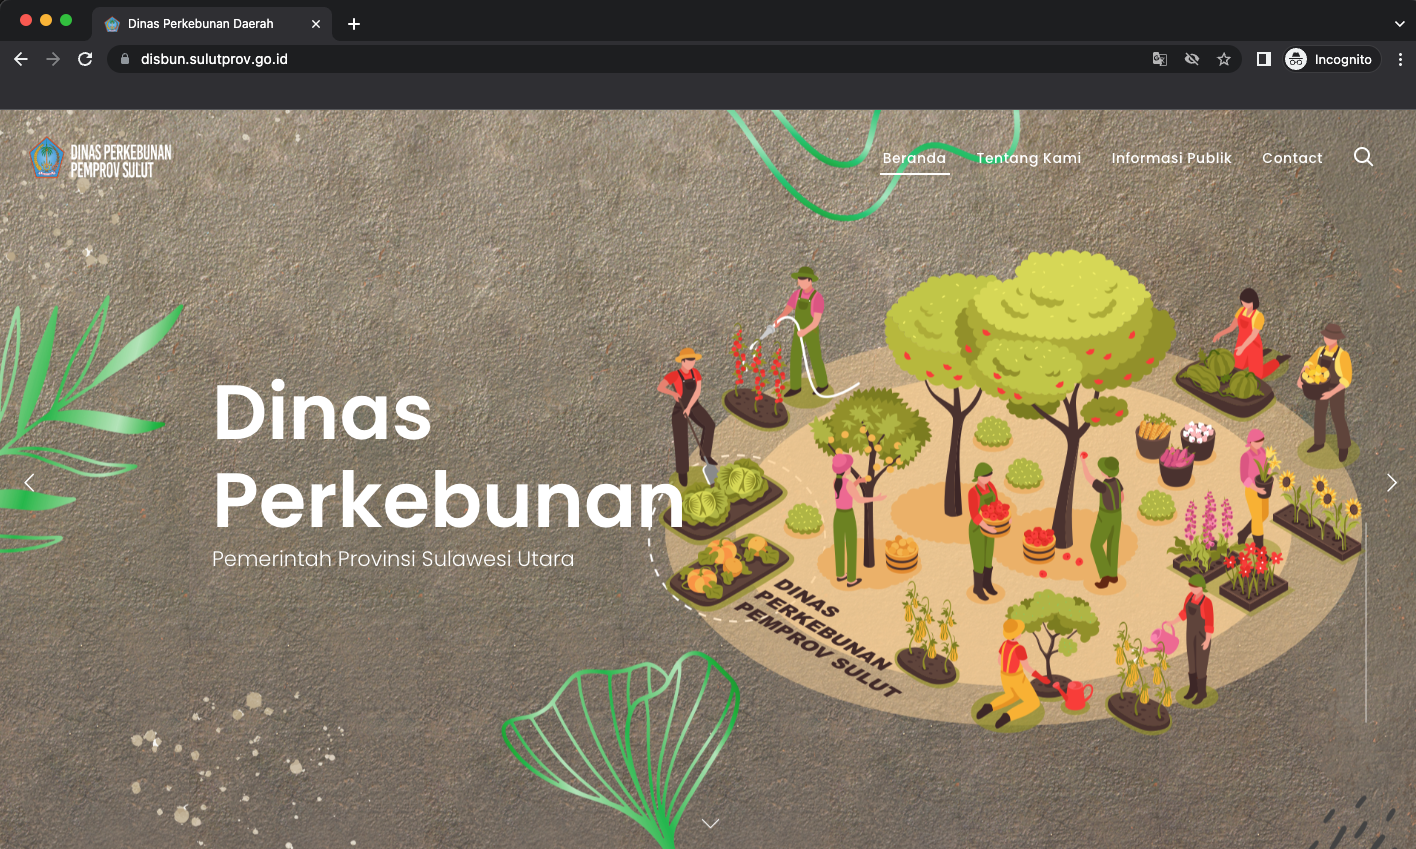 Dinas Perkebunan Daerah
disbun.sulutprov.go.id
Incognito
DINAS PERKEBUNAN
PEMPROV SULUT
Beranda
Tentang Kami
Informasi Publik
Contact
Dinas
Perkebunan
Pemerintah Provinsi Sulawesi Utara
DINAS
PERKEBUNAN
PEMPROV SULUT